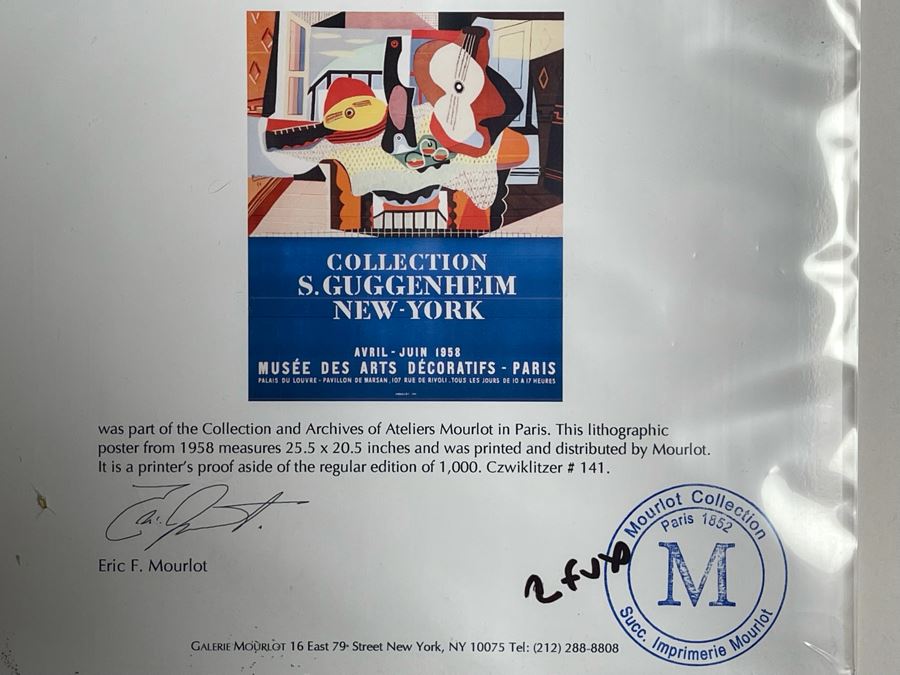 COLLECTION
S. GUGGENHEIM
NEW-YORK
AVRIL - JUIN 1958
MUSÉE DES ARTS DÉCORATIFS - PARIS
PALAIS DU LOUVRE - PAVILLON DE MARSAN, 107 RUE DE RIVOLI. TOUS LES JOURS DE 10 A 17 HEURES
was part of the Collection and Archives of Ateliers Mourlot in Paris. This lithographic
poster from 1958 measures 25.5 x 20.5 inches and was printed and distributed by Mourlot.
It is a printer's proof aside of the regular edition of 1,000. Czwiklitzer # 141.
Eric F. Mourlot
Mourlot Collection
Paris 1852
M
Succ. Imprimerie Mourlot
GALERIE MOURLOT 16 East 79th Street New York, NY 10075 Tel: (212) 288-8808